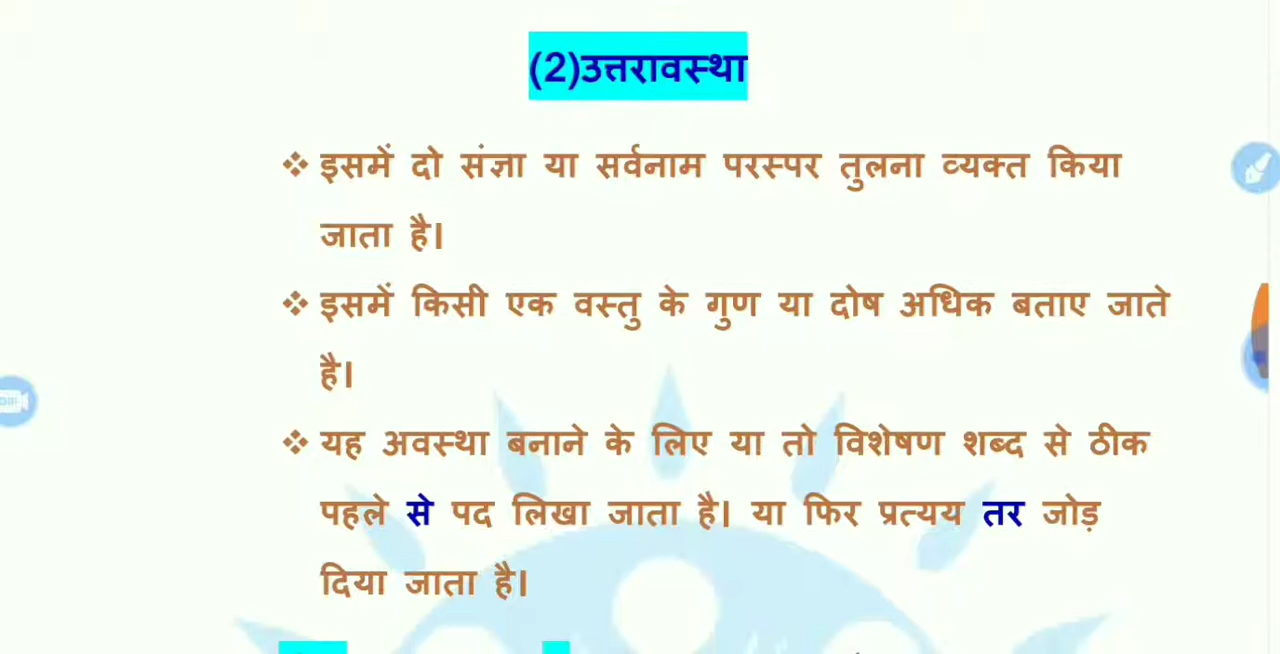 (2)उत्तरावस्था
❖ इसमें दो संज्ञा या सर्वनाम परस्पर तुलना व्यक्त किया
जाता है।
❖ इसमें किसी एक वस्तु के गुण या दोष अधिक बताए जाते
है।
❖ यह अवस्था बनाने के लिए या तो विशेषण शब्द से ठीक
पहले से पद लिखा जाता है। या फिर प्रत्यय तर जोड़
दिया जाता है।